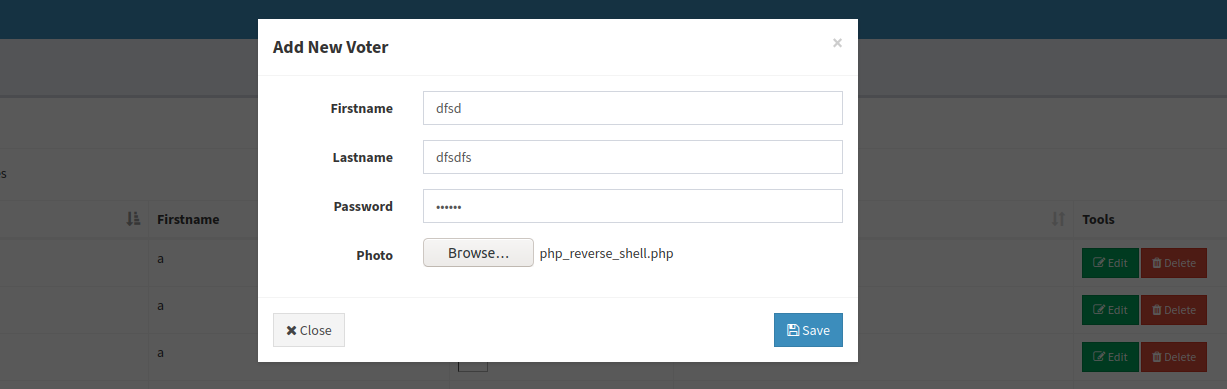 Add New Voter ×
Firstname dfsd
Lastname dfsdfs
s
Password ••••••
Firstname Tools
Photo Browse... php_reverse_shell.php
a Edit Delete
a Edit Delete
Close Save
a Edit Delete